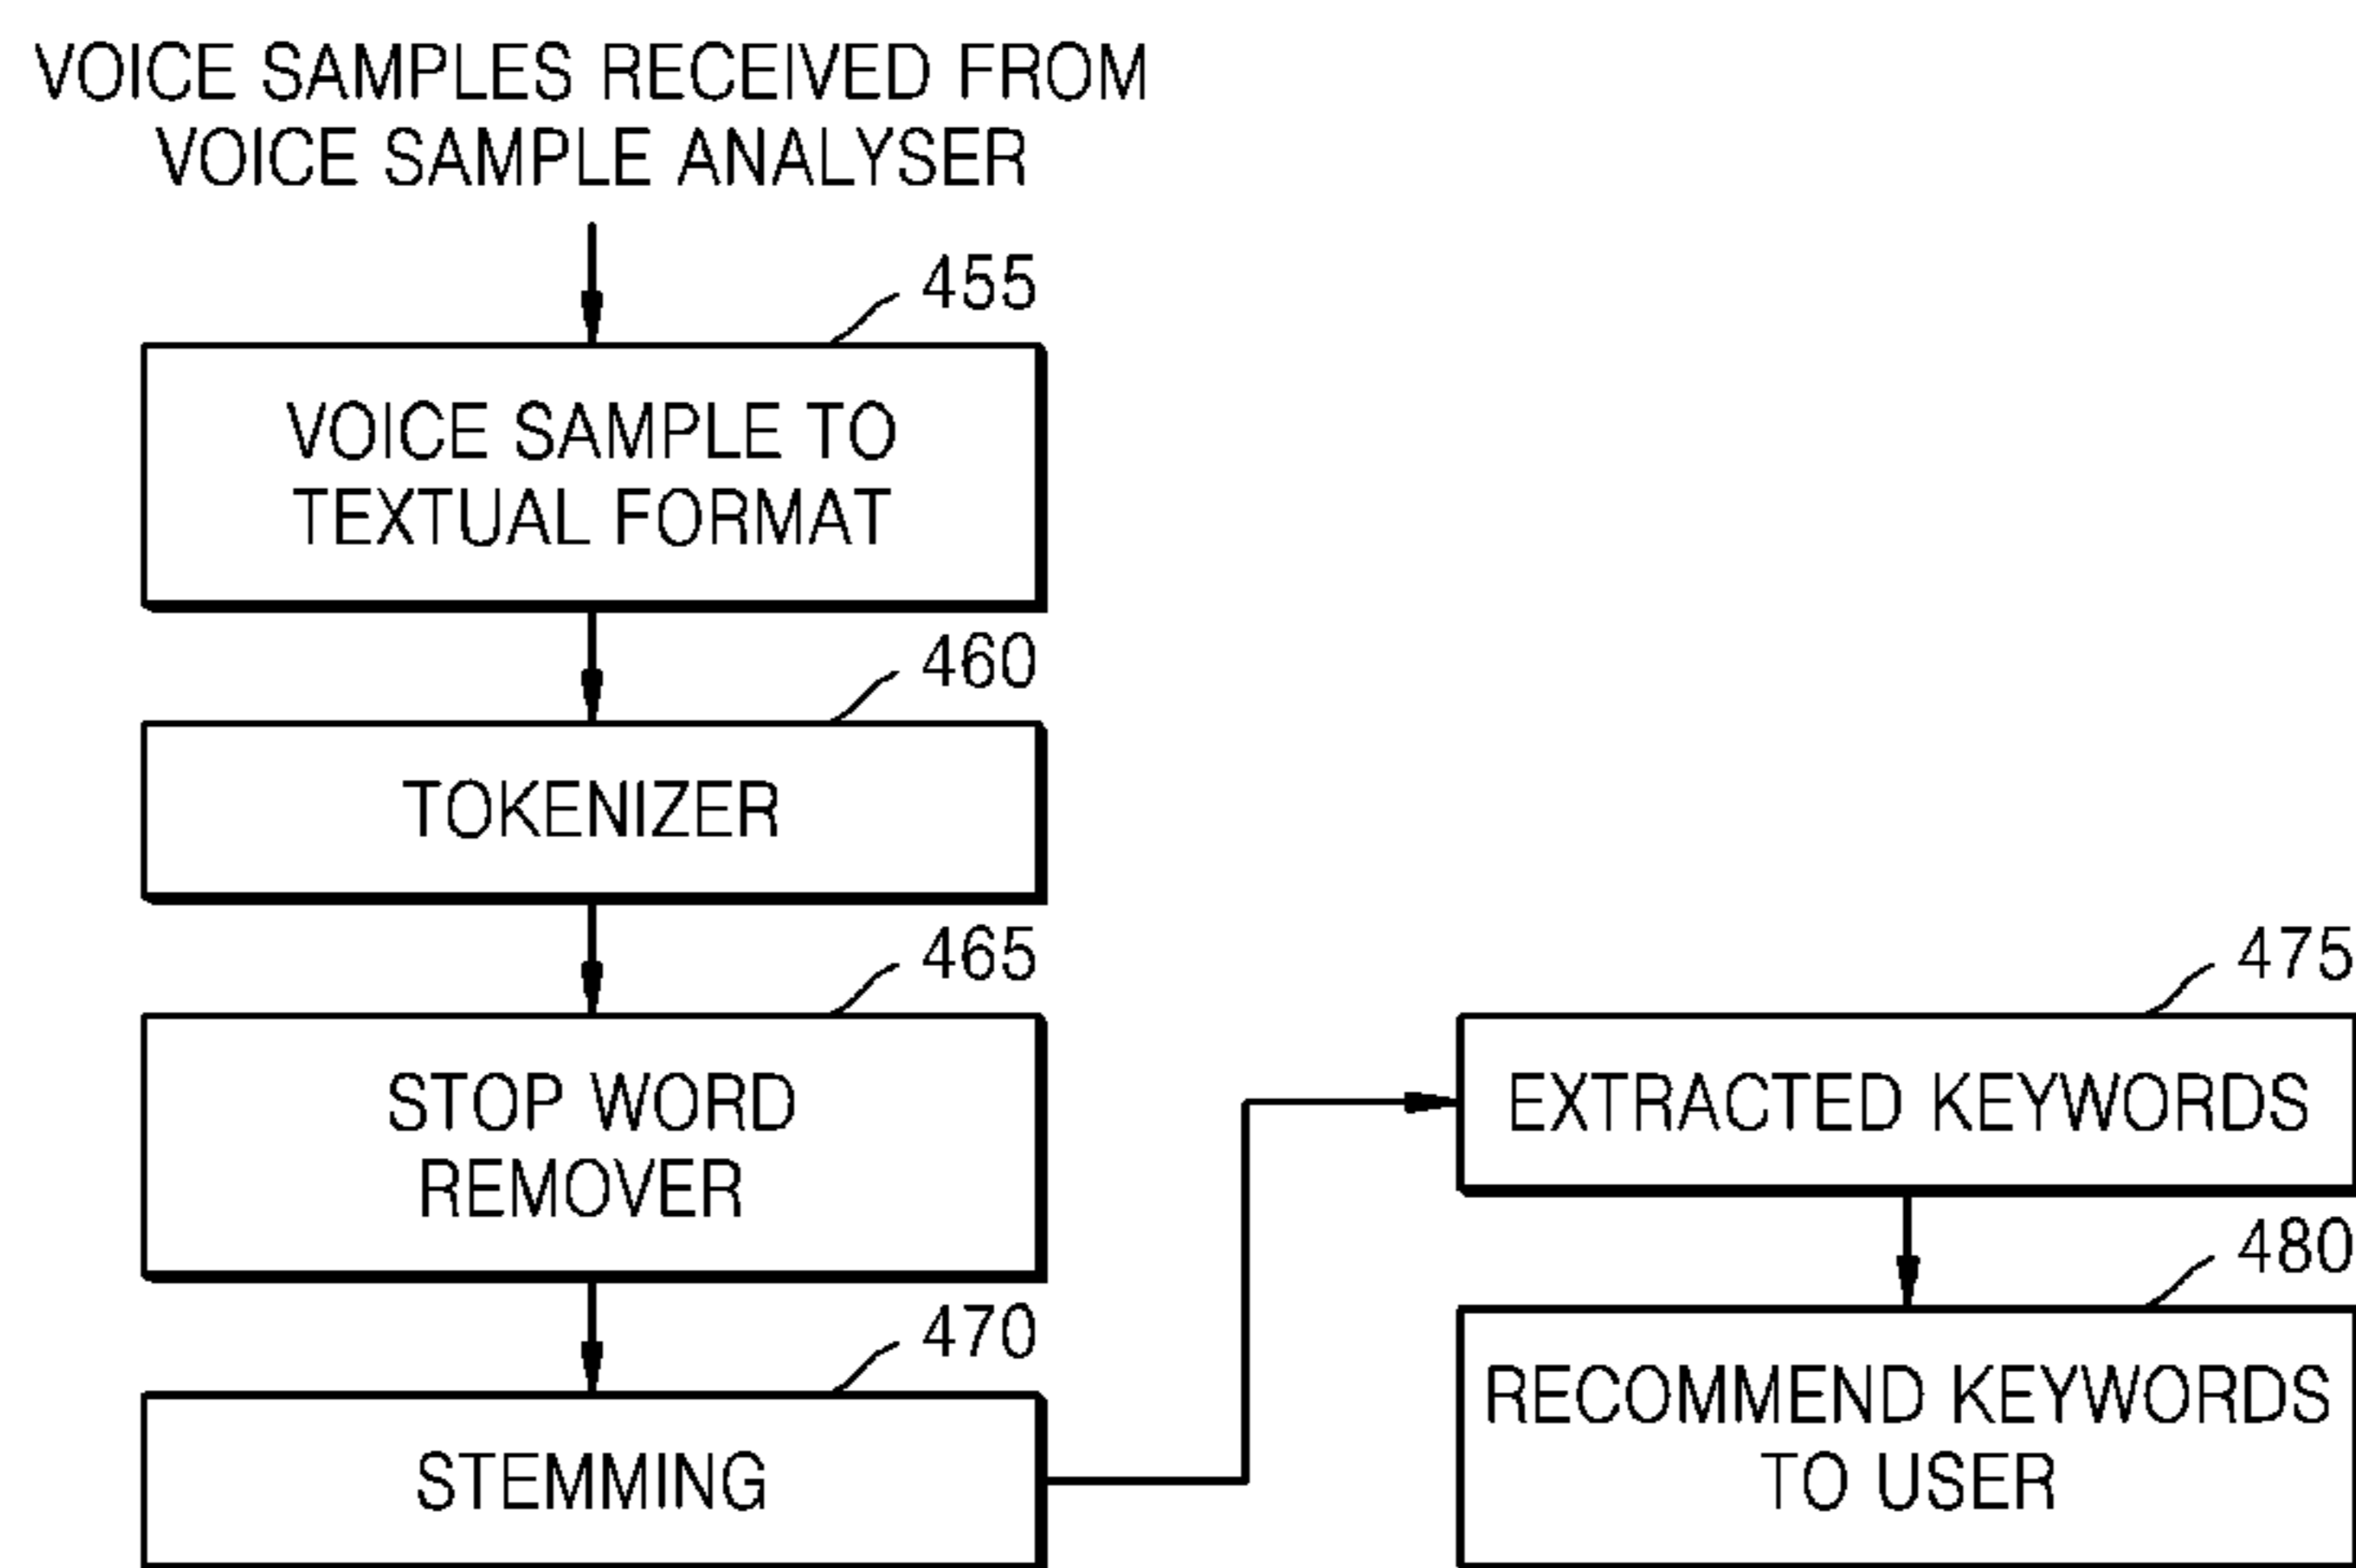 VOICE SAMPLES RECEIVED FROM
VOICE SAMPLE ANALYSER
455
VOICE SAMPLE TO
TEXTUAL FORMAT
460
TOKENIZER
465
STOP WORD
REMOVER
470
STEMMING
475
EXTRACTED KEYWORDS
480
RECOMMEND KEYWORDS
TO USER